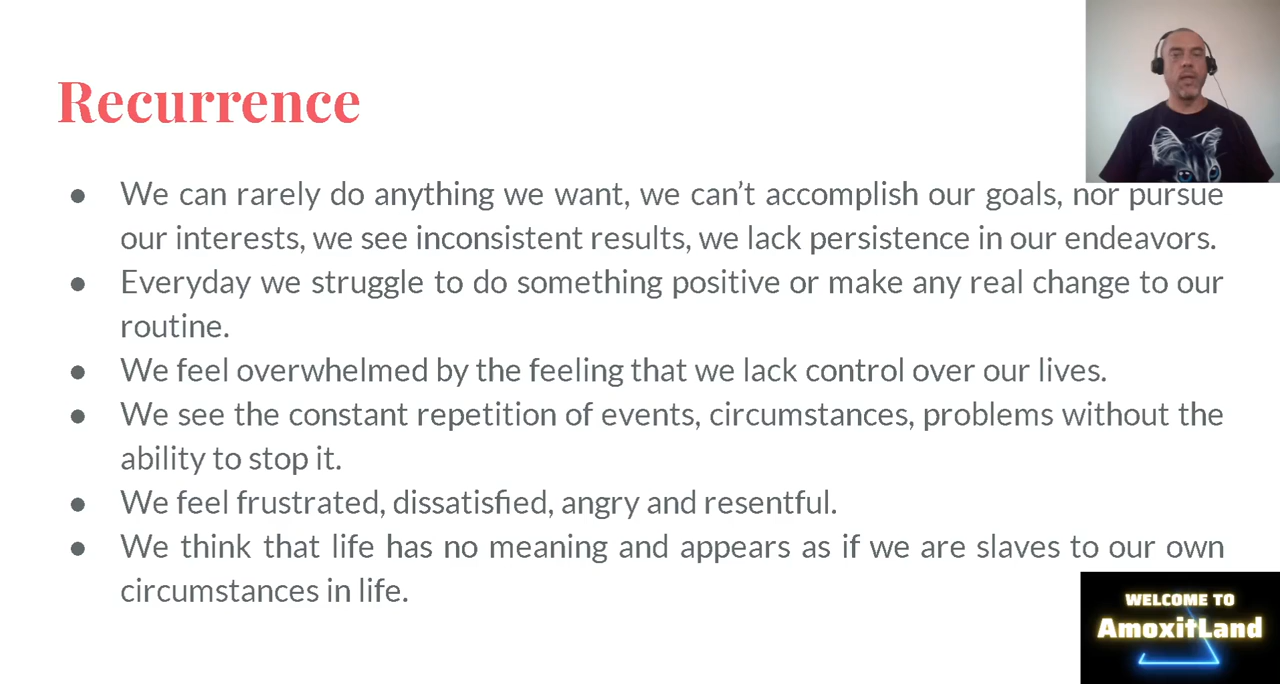 Recurrence
● We can rarely do anything we want, we can’t accomplish our goals, nor pursue
our interests, we see inconsistent results, we lack persistence in our endeavors.
● Everyday we struggle to do something positive or make any real change to our
routine.
● We feel overwhelmed by the feeling that we lack control over our lives.
● We see the constant repetition of events, circumstances, problems without the
ability to stop it.
● We feel frustrated, dissatisfied, angry and resentful.
● We think that life has no meaning and appears as if we are slaves to our own
circumstances in life.
WELCOME TO
AmoxitLand